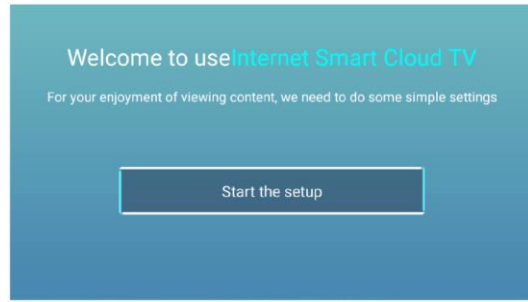 Welcome to useInternet Smart Cloud TV
For your enjoyment of viewing content, we need to do some simple settings
Start the setup